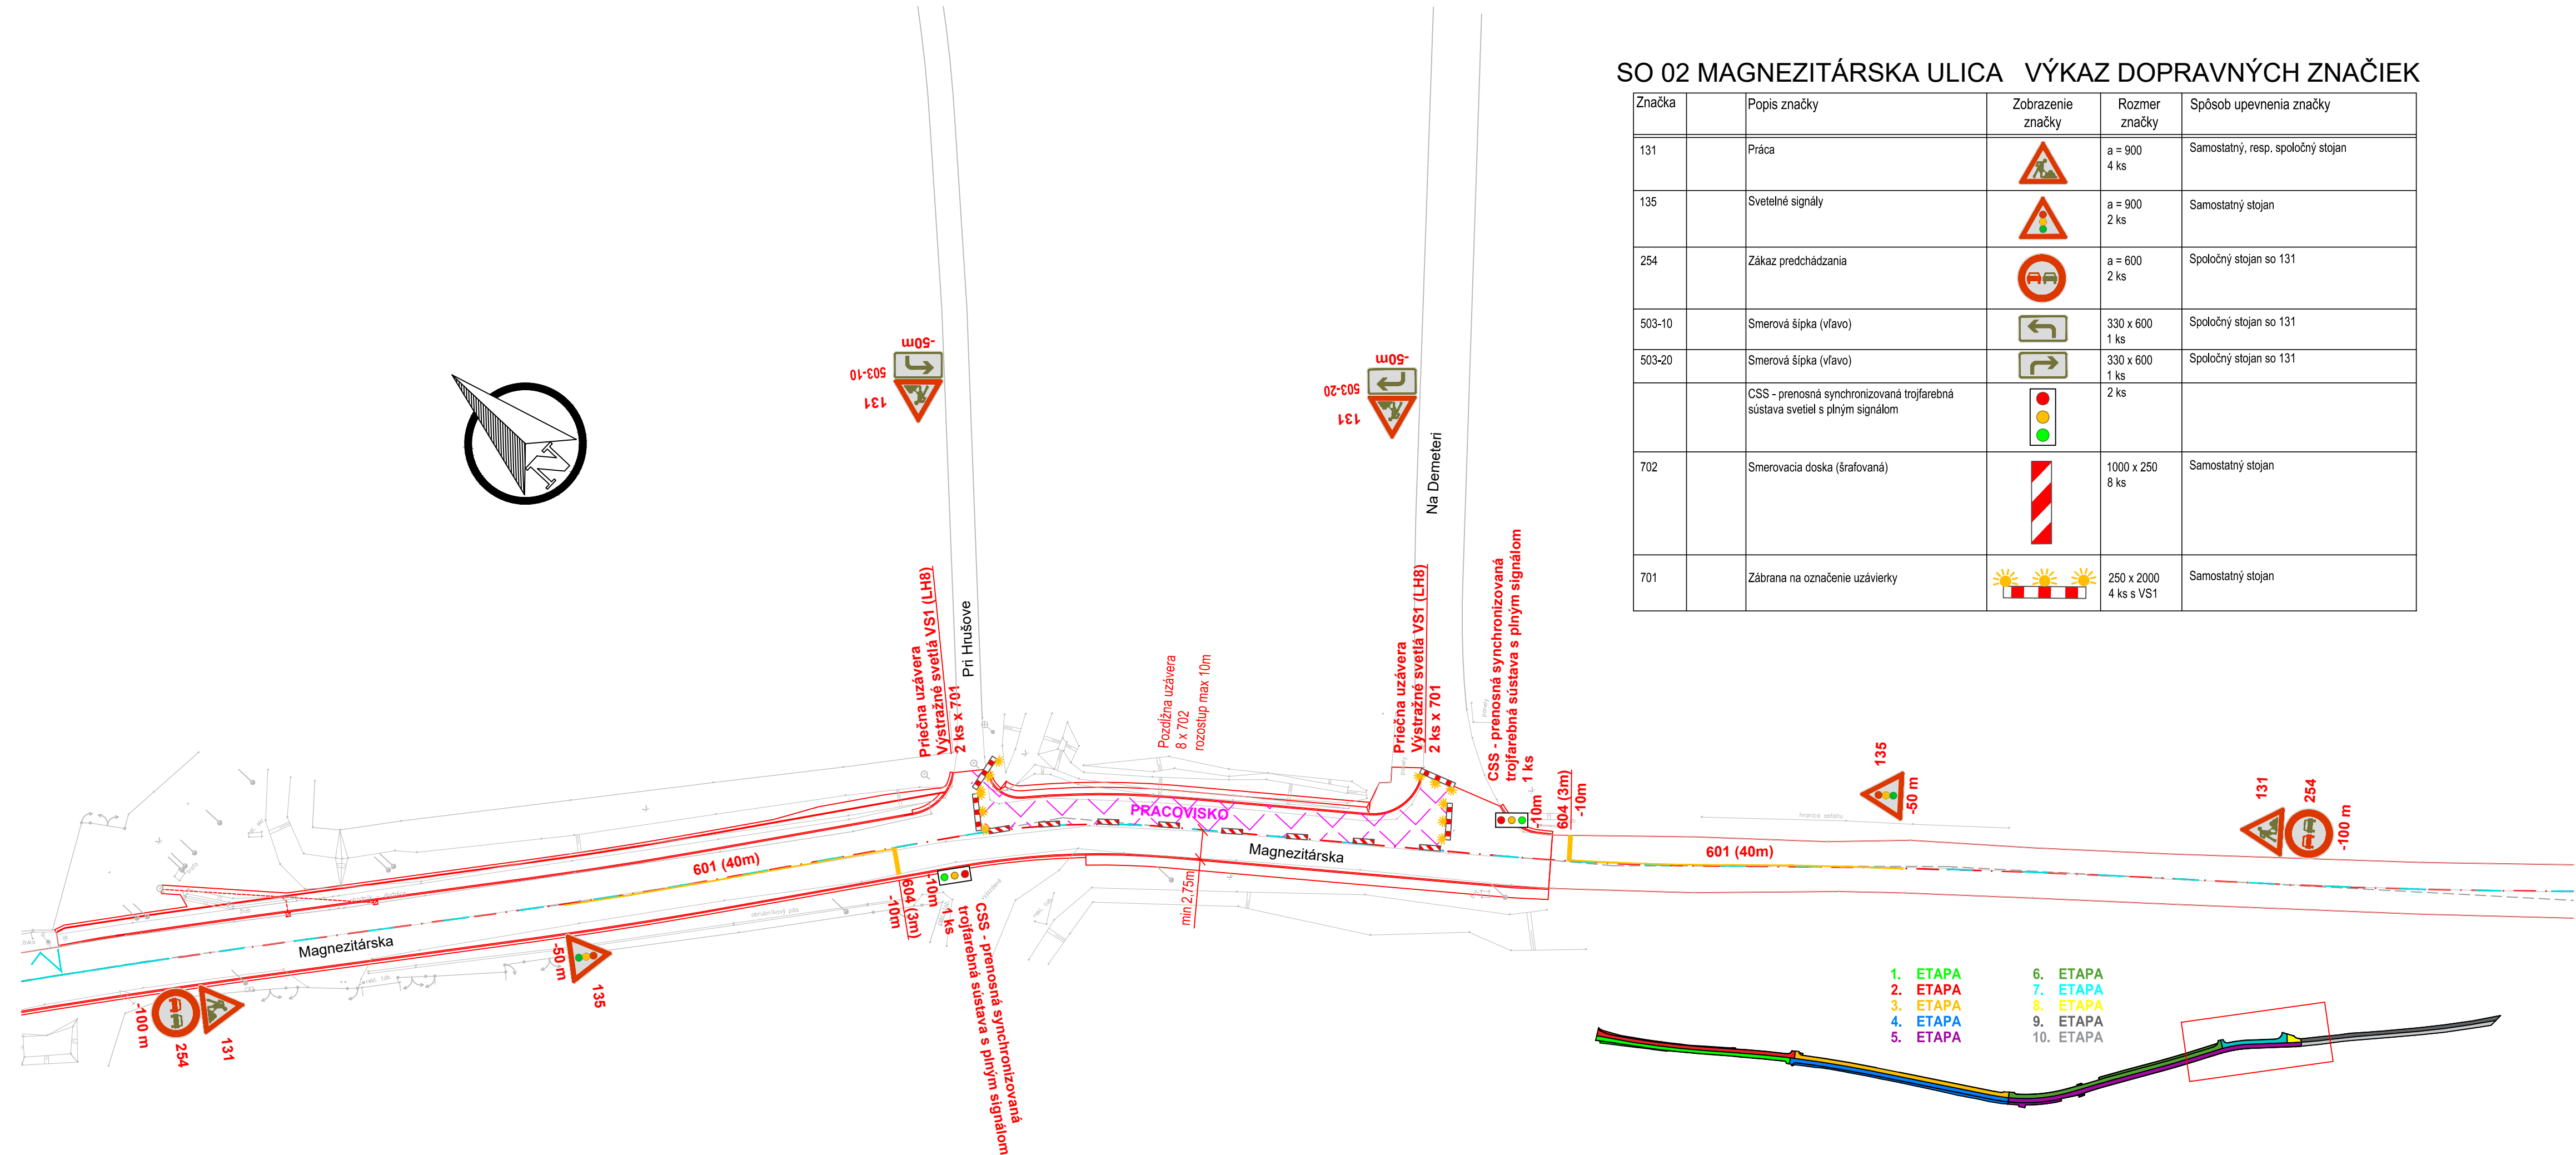 SO 02 MAGNEZITÁRSKA ULICA   VÝKAZ DOPRAVNÝCH ZNAČIEK
Značka Popis značky Zobrazenie značky Rozmer značky Spôsob upevnenia značky
131 Práca a = 900 Samostatný, resp. spoločný stojan
4 ks
135 Svetelné signály a = 900 Samostatný stojan
2 ks
254 Zákaz predchádzania a = 600 Spoločný stojan so 131
2 ks
503-10 Smerová šípka (vľavo) 330 x 600 Spoločný stojan so 131
1 ks
503-20 Smerová šípka (vľavo) 330 x 600 Spoločný stojan so 131
1 ks
CSS - prenosná synchronizovaná trojfarebná 2 ks
sústava svetiel s plným signálom
702 Smerovacia doska (šrafovaná) 1000 x 250 Samostatný stojan
8 ks
701 Zábrana na označenie uzávierky 250 x 2000 Samostatný stojan
4 ks s VS1
N
-50m
503-10
131
-50m
503-20
131
Na Demeteri
Pri Hrušove
Priečna uzávera
Výstražné svetlá VS1 (LH8)
2 ks x 701
Pozdĺžna uzávera
8 x 702
rozostup max 10m
Priečna uzávera
Výstražné svetlá VS1 (LH8)
2 ks x 701
CSS - prenosná synchronizovaná
trojfarebná sústava s plným signálom
1 ks
-10m
604 (3m)
-10m
135
-50 m
131
254
-100 m
PRACOVISKO
Magnezitárska
601 (40m)
hranica asfaltu
601 (40m)
min 2,75m
-10m
604 (3m)
-10m
1 ks
trojfarebná sústava s plným signálom
CSS - prenosná synchronizovaná
obrubníkový pás
Magnezitárska
-50 m
135
-100 m
254
131
1. ETAPA
2. ETAPA
3. ETAPA
4. ETAPA
5. ETAPA
6. ETAPA
7. ETAPA
8. ETAPA
9. ETAPA
10. ETAPA